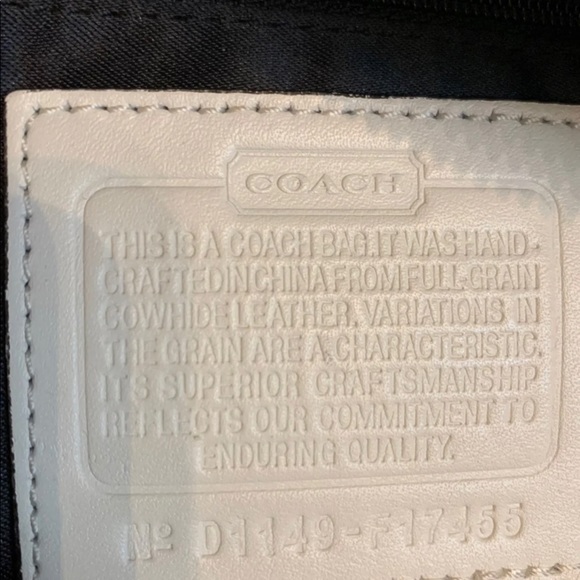 COACH
THIS IS A COACH BAG. IT WAS HAND-
CRAFTED IN CHINA FROM FULL-GRAIN
COWHIDE LEATHER. VARIATIONS IN
THE GRAIN ARE A CHARACTERISTIC.
IT'S SUPERIOR CRAFTSMANSHIP
REFLECTS OUR COMMITMENT TO
ENDURING QUALITY.
Nº D1149-F17455